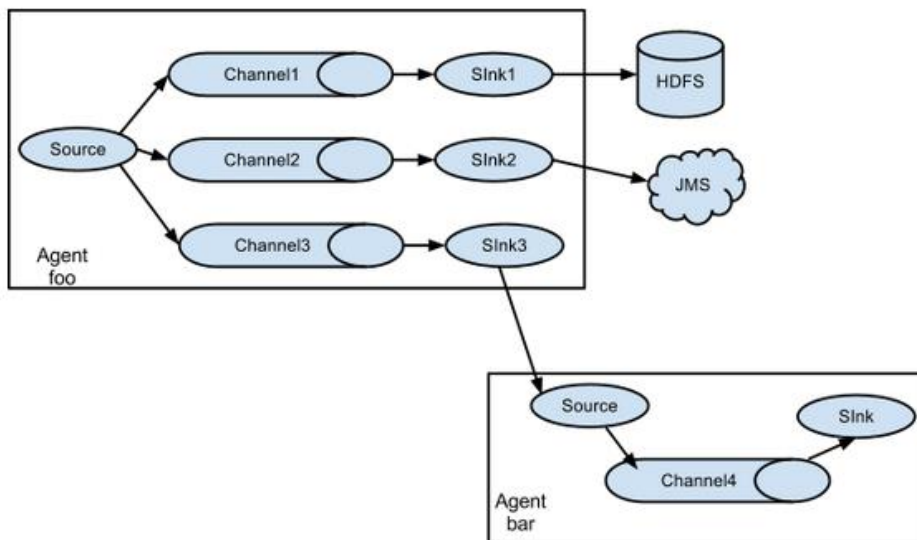 Channel1
SInk1
HDFS
Source
Channel2
SInk2
JMS
Channel3
SInk3
Agent
foo
Source
SInk
Channel4
Agent
bar